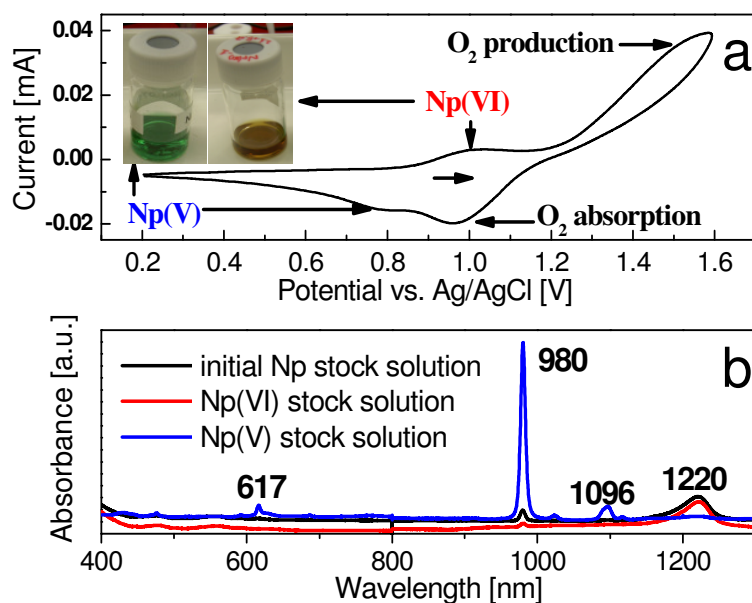 a
0.04
0.02
0.00
-0.02
Current [mA]
O2 production
Np(VI)
Np(V)
O2 absorption
0.2 0.4 0.6 0.8 1.0 1.2 1.4 1.6
Potential vs. Ag/AgCl [V]
b
Absorbance [a.u.]
initial Np stock solution
Np(VI) stock solution
Np(V) stock solution
617
980
1096
1220
400 600 800 1000 1200
Wavelength [nm]